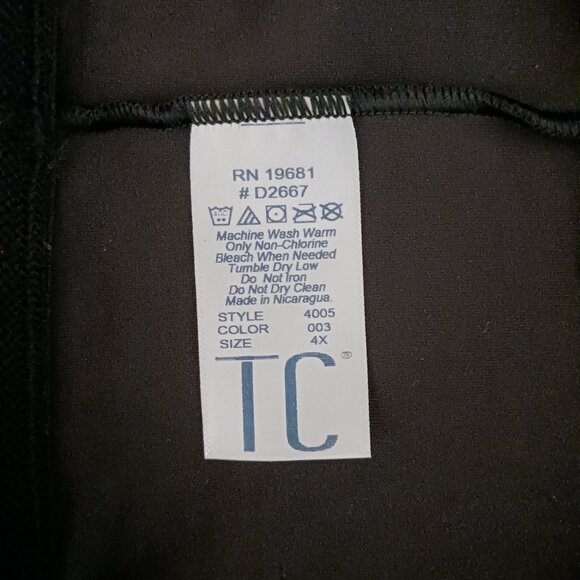 RN 19681
# D2667
Machine Wash Warm
Only Non-Chlorine
Bleach When Needed
Tumble Dry Low
Do Not Iron
Do Not Dry Clean
Made in Nicaragua.
STYLE 4005
COLOR 003
SIZE 4X
TC®